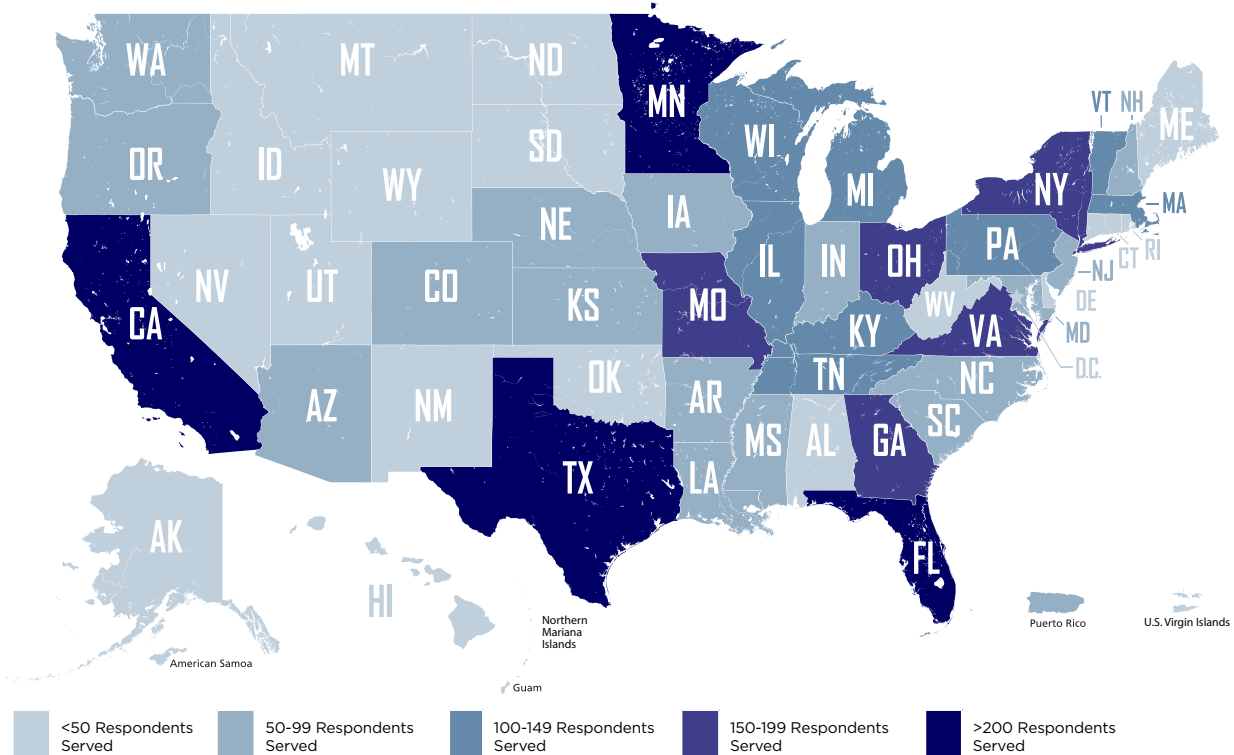 WA
MT
ND
MN
VT
NH
ME
OR
ID
SD
WI
WY
MI
NY
MA
NE
IA
PA
RI
CT
NV
UT
CO
IL
IN
OH
NJ
KS
MO
WV
DE
CA
KY
VA
MD
D.C.
OK
TN
NC
AZ
NM
AR
SC
MS
AL
GA
TX
LA
AK
FL
HI
Northern
Mariana
Islands
Puerto Rico
U.S. Virgin Islands
American Samoa
Guam
<50 Respondents
Served
50-99 Respondents
Served
100-149 Respondents
Served
150-199 Respondents
Served
>200 Respondents
Served